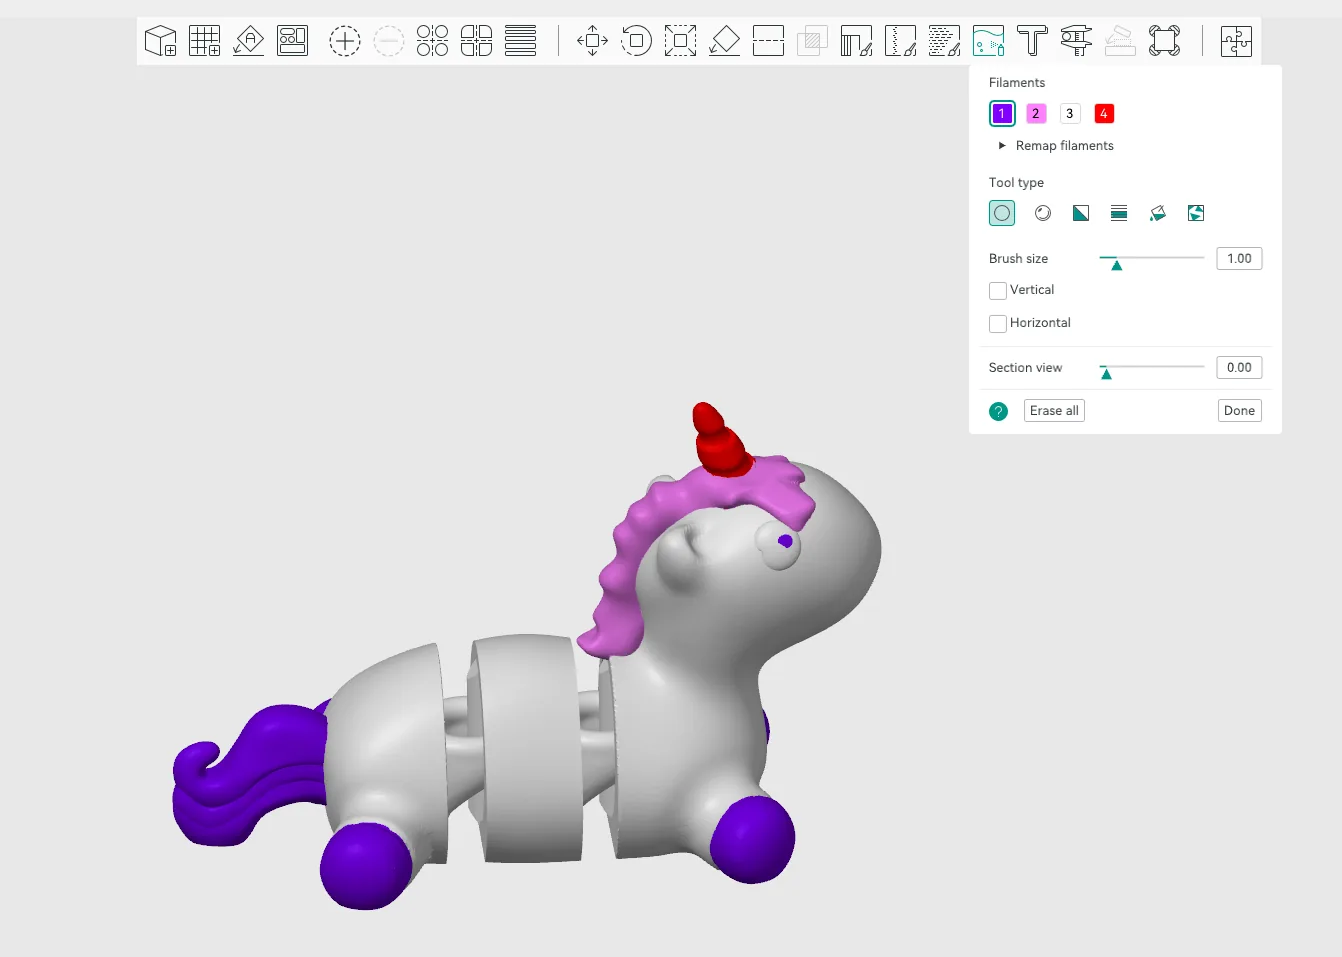 Filaments
1 2 3 4
Remap filaments
Tool type
Brush size 1.00
Vertical
Horizontal
Section view 0.00
? Erase all Done